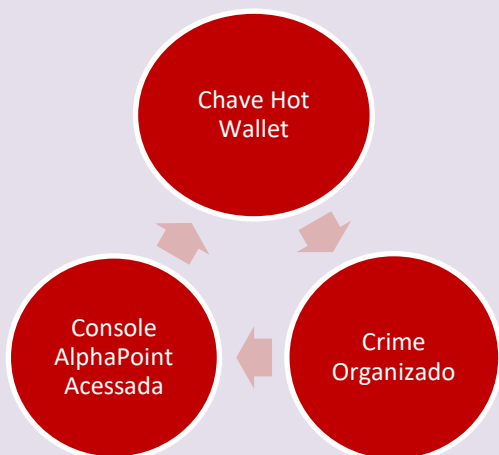 Chave Hot
Wallet
Console
AlphaPoint
Acessada
Crime
Organizado